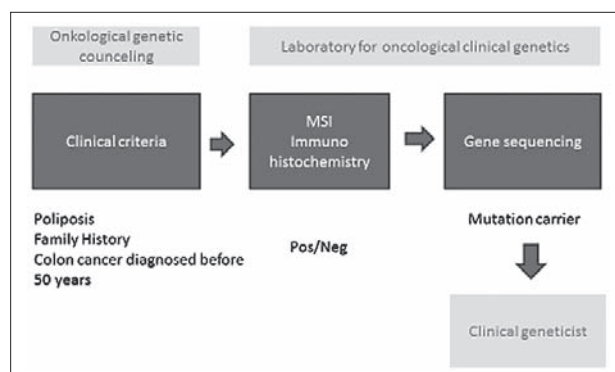 Onkological genetic
counceling
Laboratory for oncological clinical genetics
Clinical criteria
MSI
Immuno
histochemistry
Gene sequencing
Poliposis
Family History
Colon cancer diagnosed before
50 years
Pos/Neg
Mutation carrier
Clinical geneticist